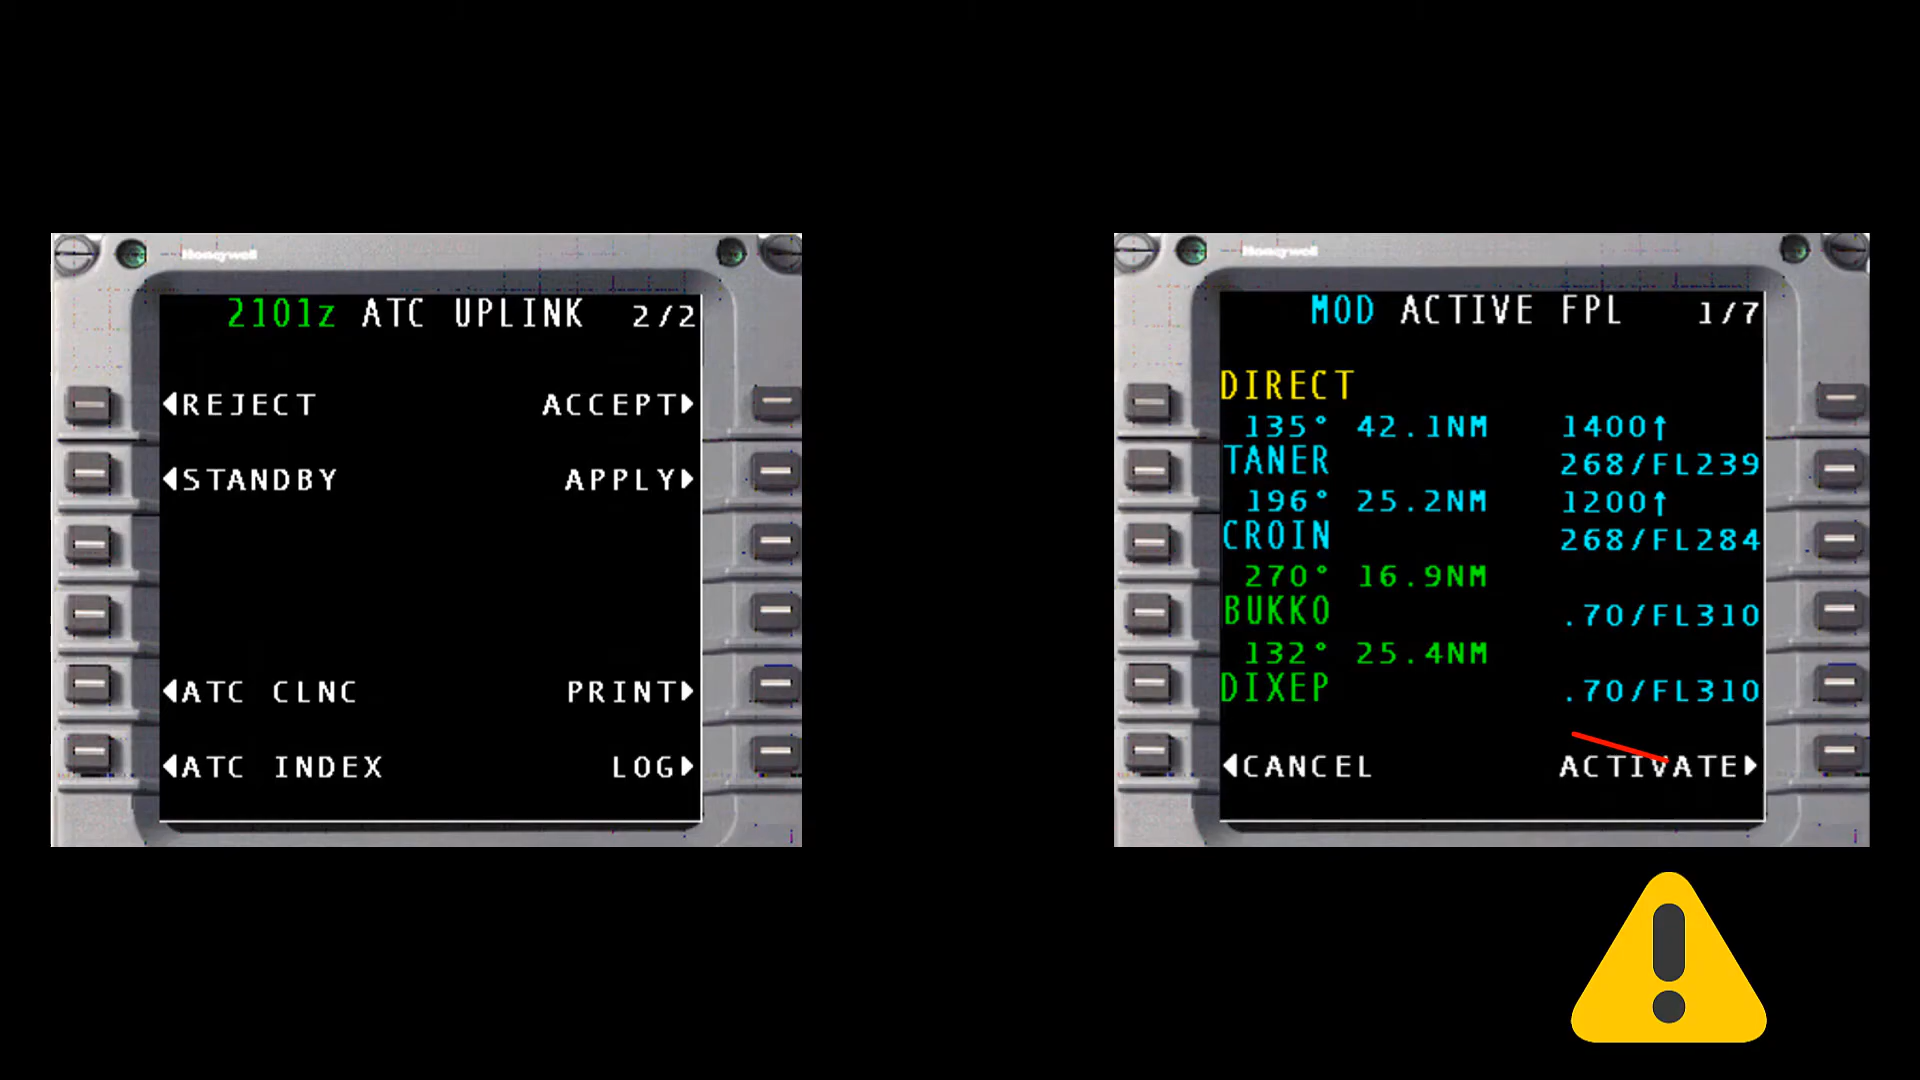 Honeywell
2101z ATC UPLINK 2/2
REJECT ACCEPT
STANDBY APPLY
ATC CLNC PRINT
ATC INDEX LOG
Honeywell
MOD ACTIVE FPL 1/7
DIRECT
135° 42.1NM 1400↑
TANER 268/FL239
196° 25.2NM 1200↑
CROIN 268/FL284
270° 16.9NM
BUKKO .70/FL310
132° 25.4NM
DIXEP .70/FL310
CANCEL ACTIVATE